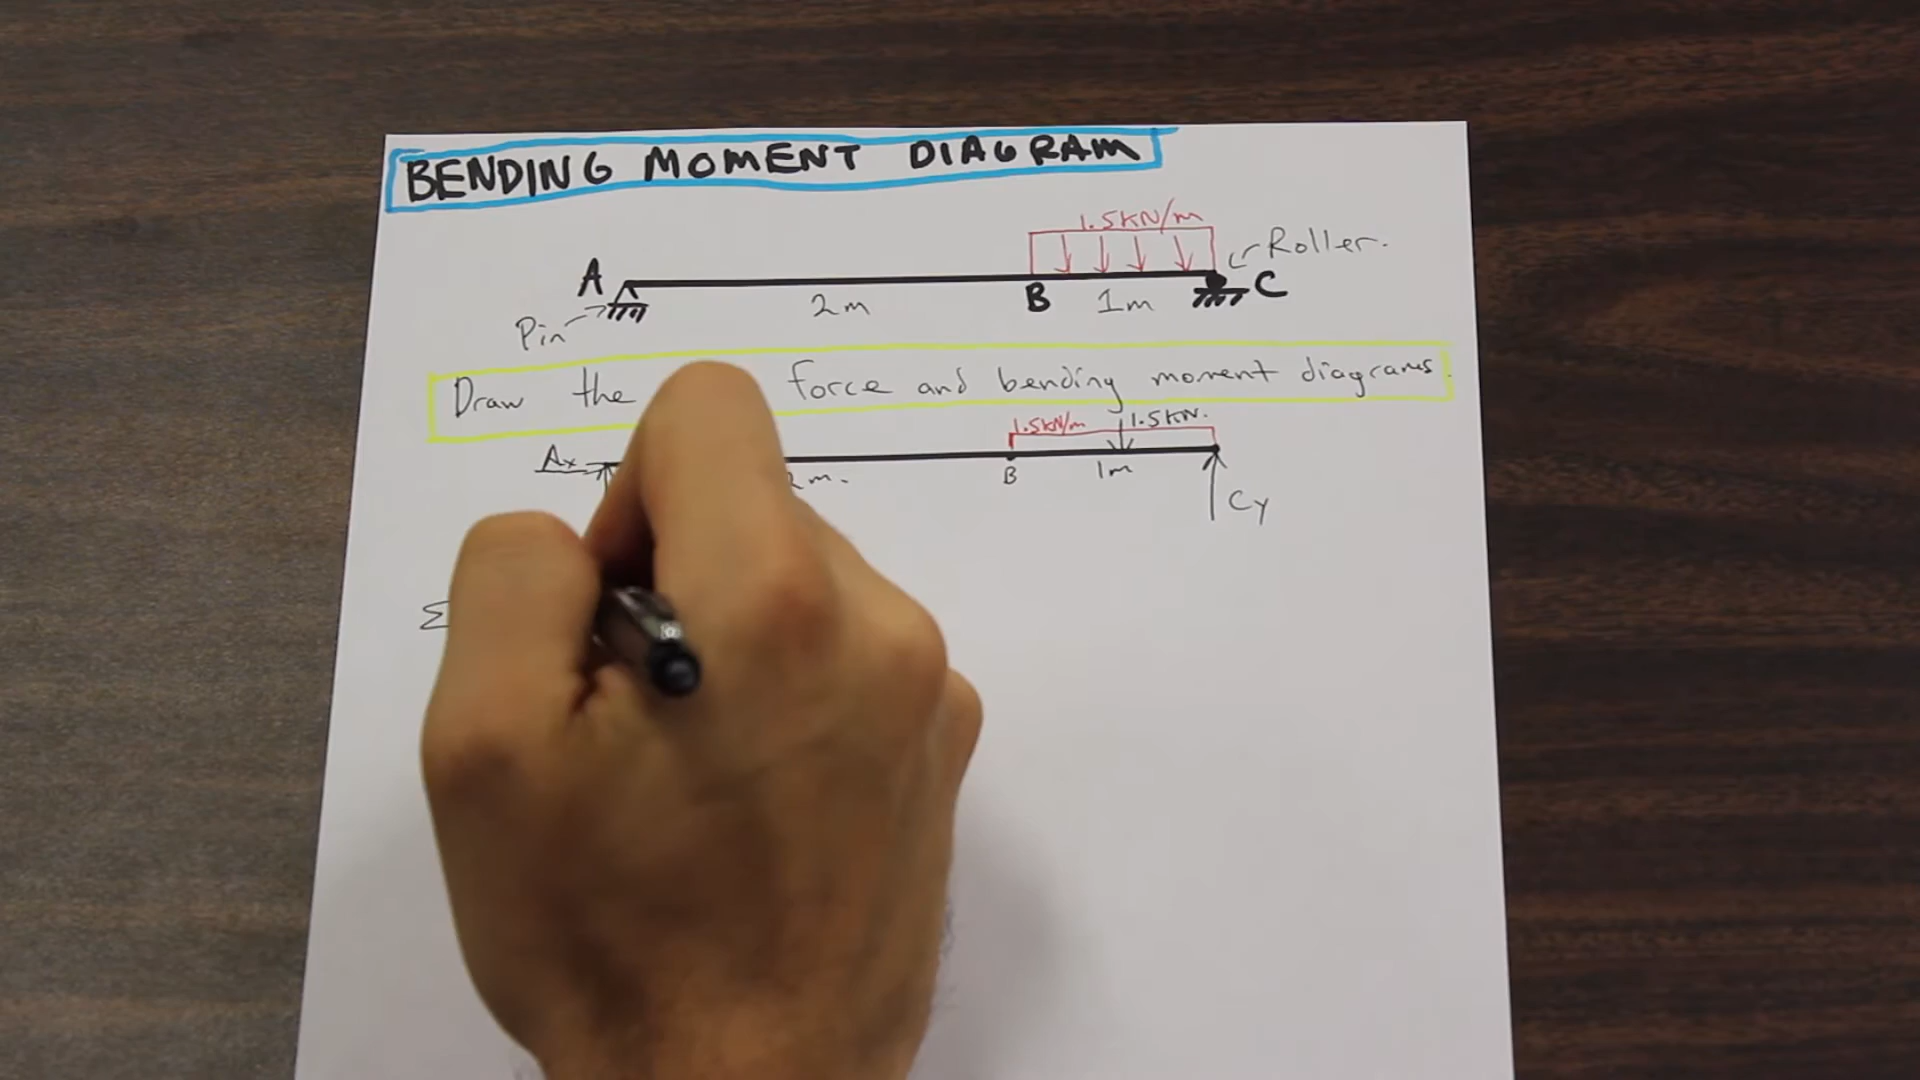 BENDING MOMENT DIAGRAM
1.5KN/m
Roller.
A
2m
B
1m
C
Pin
Draw the force and bending moment diagrams.
1.5KN/m
1.5KN.
Ax
m.
B
1m
Cy
Σ